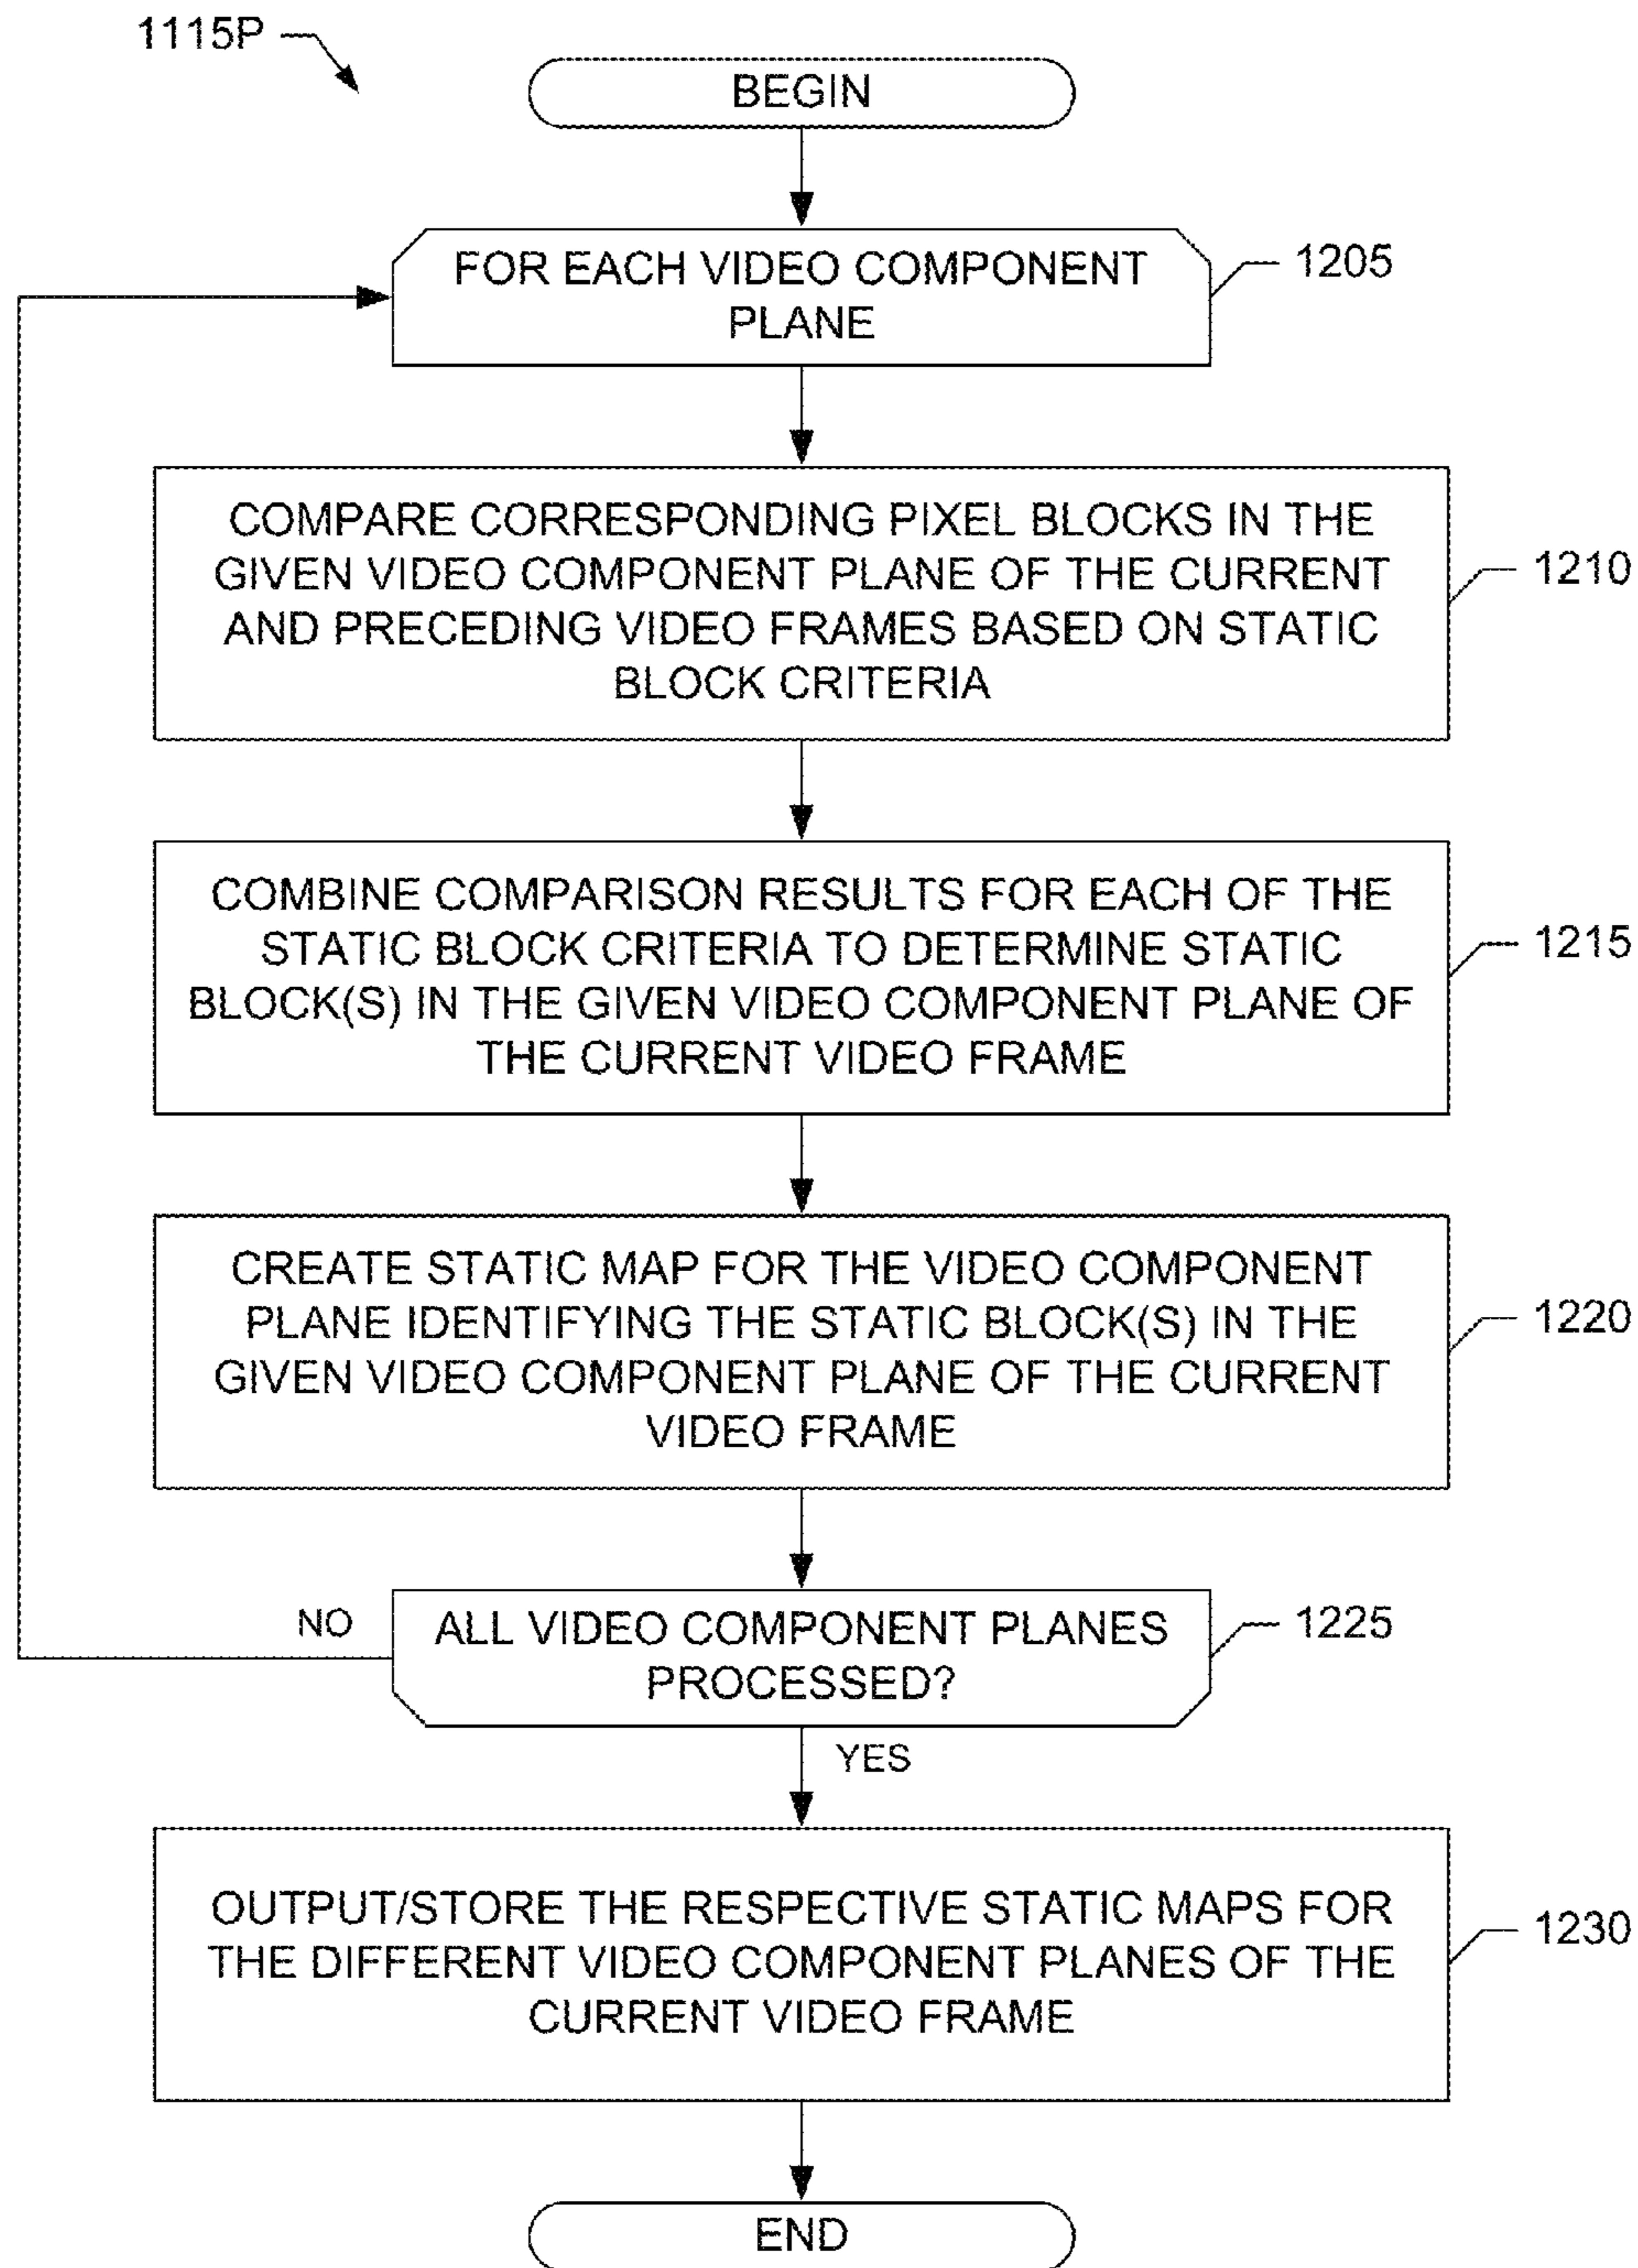 1115P
BEGIN
FOR EACH VIDEO COMPONENT
PLANE
1205
COMPARE CORRESPONDING PIXEL BLOCKS IN THE
GIVEN VIDEO COMPONENT PLANE OF THE CURRENT
AND PRECEDING VIDEO FRAMES BASED ON STATIC
BLOCK CRITERIA
1210
COMBINE COMPARISON RESULTS FOR EACH OF THE
STATIC BLOCK CRITERIA TO DETERMINE STATIC
BLOCK(S) IN THE GIVEN VIDEO COMPONENT PLANE OF
THE CURRENT VIDEO FRAME
1215
CREATE STATIC MAP FOR THE VIDEO COMPONENT
PLANE IDENTIFYING THE STATIC BLOCK(S) IN THE
GIVEN VIDEO COMPONENT PLANE OF THE CURRENT
VIDEO FRAME
1220
NO
ALL VIDEO COMPONENT PLANES
PROCESSED?
1225
YES
OUTPUT/STORE THE RESPECTIVE STATIC MAPS FOR
THE DIFFERENT VIDEO COMPONENT PLANES OF THE
CURRENT VIDEO FRAME
1230
END